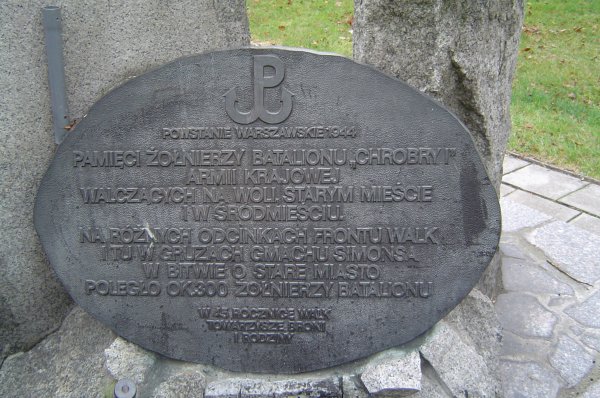 POWSTANIE WARSZAWSKIE 1944
PAMIĘCI ŻOŁNIERZY BATALIONU „CHROBRY I”
ARMII KRAJOWEJ
WALCZĄCYCH NA WOLI, STARYM MIEŚCIE
I W ŚRODMIEŚCIU.
NA RÓŻNYCH ODCINKACH FRONTU WALK
I TU W GRUZACH GMACHU SIMONSA
W BITWIE O STARE MIASTO
POLEGŁO OK.300 ŻOŁNIERZY BATALIONU
W 45 ROCZNICĘ WALK
TOWARZYSZE BRONI
I RODZINY